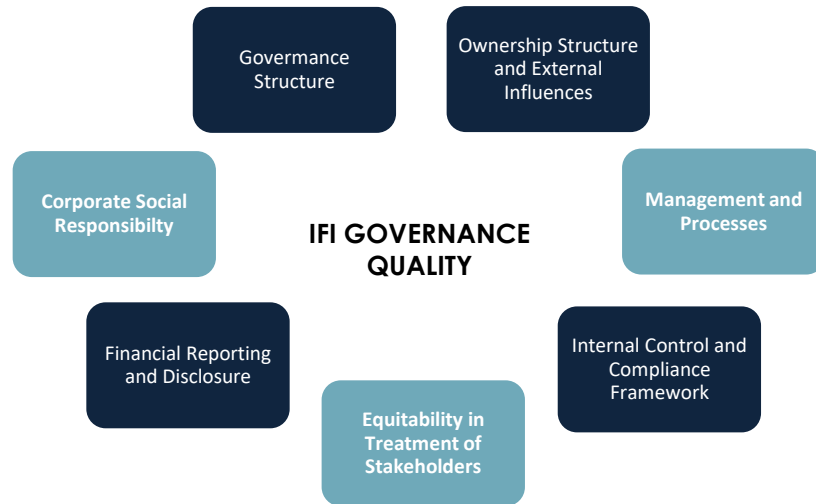 Govermance
Structure
Ownership Structure
and External
Influences
Corporate Social
Responsibilty
Management and
Processes
IFI GOVERNANCE
QUALITY
Financial Reporting
and Disclosure
Internal Control and
Compliance
Framework
Equitability in
Treatment of
Stakeholders